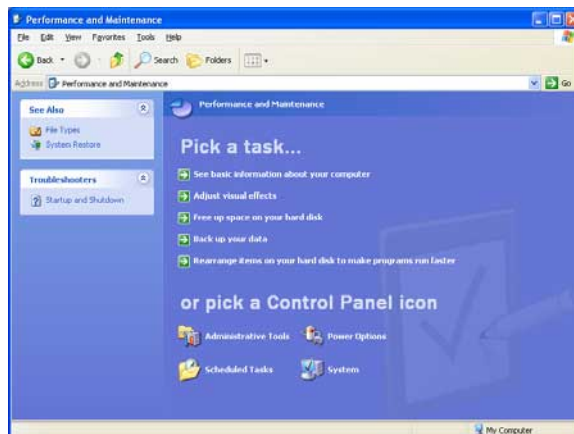 Performance and Maintenance
File Edit View Favorites Tools Help
Back Search Folders
Address Performance and Maintenance Go
See Also
File Types
System Restore
Troubleshooters
Startup and Shutdown
Performance and Maintenance
Pick a task...
See basic information about your computer
Adjust visual effects
Free up space on your hard disk
Back up your data
Rearrange items on your hard disk to make programs run faster
or pick a Control Panel icon
Administrative Tools Power Options
Scheduled Tasks System
My Computer